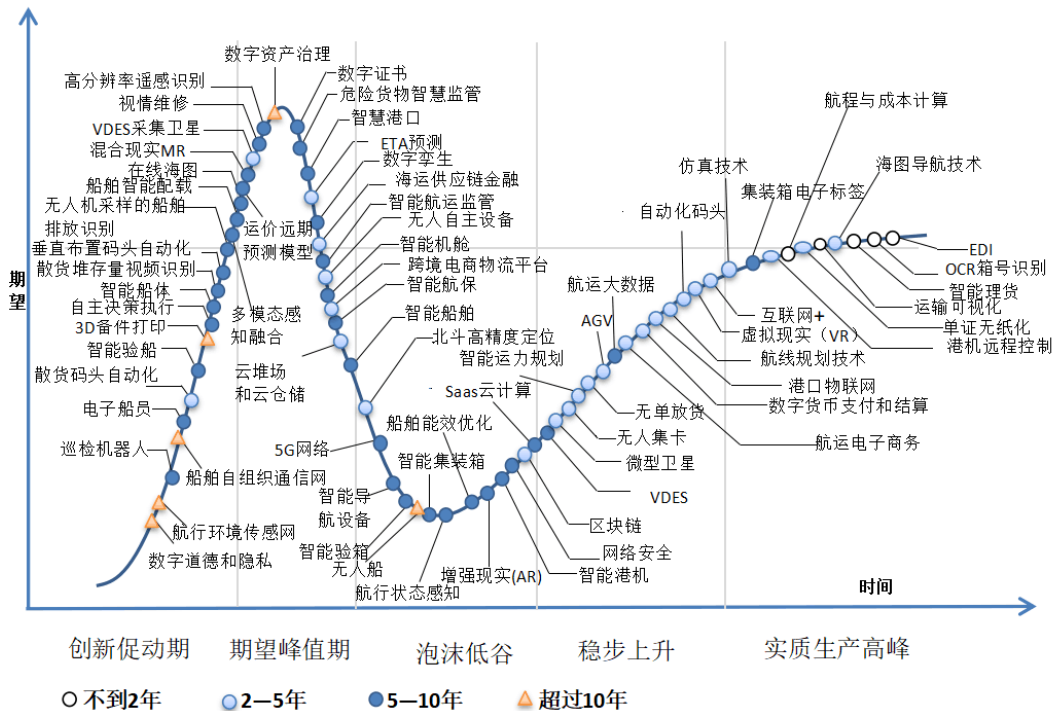 期望
数字资产治理
高分辨率遥感识别
视情维修
VDES采集卫星
混合现实MR
在线海图
船舶智能配载
无人机采样的船舶
排放识别
垂直布置码头自动化
散货堆存量视频识别
智能船体
自主决策执行
3D备件打印
智能验船
散货码头自动化
电子船员
巡检机器人
船舶自组织通信网
航行环境传感网
数字道德和隐私
运价远期
预测模型
多模态感
知融合
云堆场
和云仓储
数字证书
危险货物智慧监管
智慧港口
ETA预测
数字孪生
海运供应链金融
智能航运监管
无人自主设备
智能机舱
跨境电商物流平台
智能航保
智能船舶
北斗高精度定位
5G网络
智能导
航设备
智能验箱
无人船
航行状态感知
智能集装箱
船舶能效优化
增强现实(AR)
智能港机
网络安全
区块链
VDES
Saas云计算
智能运力规划
微型卫星
无人集卡
无单放货
AGV
航运大数据
航运电子商务
数字货币支付和结算
港口物联网
航线规划技术
自动化码头
虚拟现实（VR）
互联网+
仿真技术
集装箱电子标签
航程与成本计算
海图导航技术
EDI
OCR箱号识别
智能理货
运输可视化
单证无纸化
港机远程控制
时间
创新促动期
期望峰值期
泡沫低谷
稳步上升
实质生产高峰
不到2年
2—5年
5—10年
超过10年